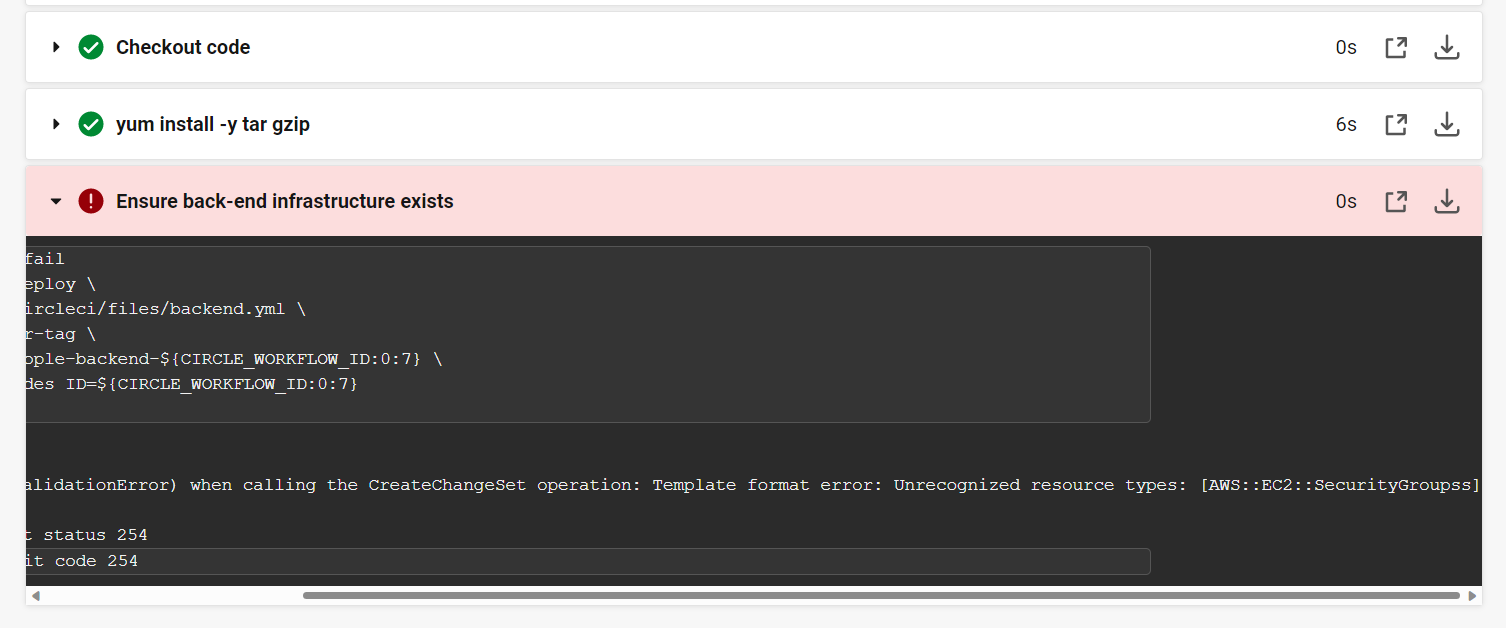 Checkout code 0s
yum install -y tar gzip 6s
Ensure back-end infrastructure exists 0s
fail
eploy \
ircleci/files/backend.yml \
r-tag \
ople-backend-${CIRCLE_WORKFLOW_ID:0:7} \
des ID=${CIRCLE_WORKFLOW_ID:0:7}
alidationError) when calling the CreateChangeSet operation: Template format error: Unrecognized resource types: [AWS::EC2::SecurityGroupss]
t status 254
it code 254